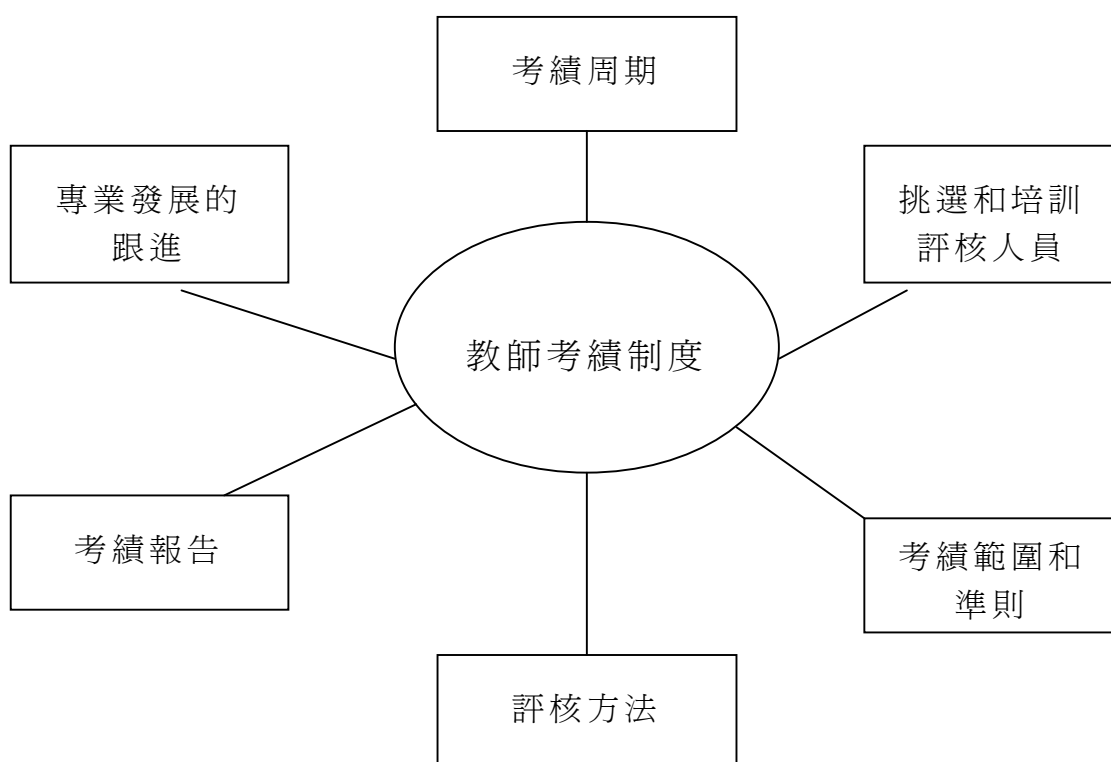 考績周期
專業發展的
跟進
挑選和培訓
評核人員
教師考績制度
考績報告
考績範圍和
準則
評核方法